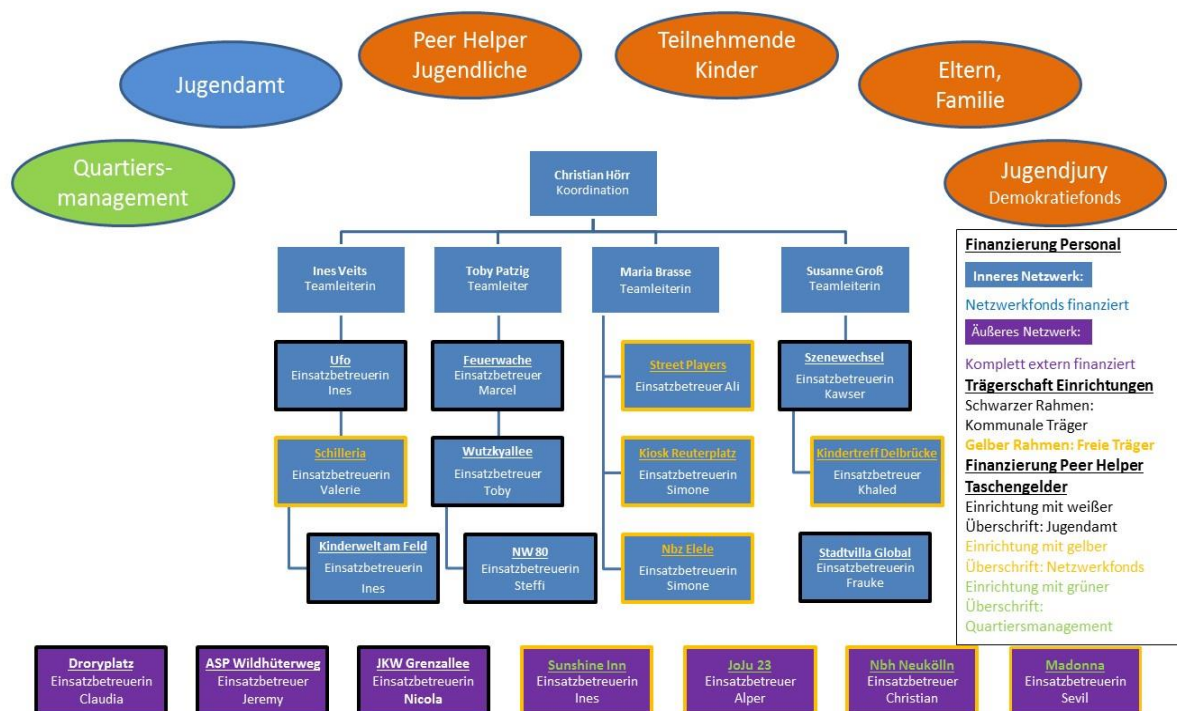 Peer Helper
Jugendliche
Teilnehmende
Kinder
Jugendamt
Eltern,
Familie
Quartiers-
management
Jugendjury
Demokratiefonds
Christian Hörr
Koordination
Ines Veits
Teamleiterin
Toby Patzig
Teamleiter
Maria Brasse
Teamleiterin
Susanne Groß
Teamleiterin
Ufo
Einsatzbetreuerin
Ines
Feuerwache
Einsatzbetreuer
Marcel
Street Players
Einsatzbetreuer Ali
Szenewechsel
Einsatzbetreuerin
Kawser
Schilleria
Einsatzbetreuerin
Valerie
Wutzkyallee
Einsatzbetreuer
Toby
Kiosk Reuterplatz
Einsatzbetreuerin
Simone
Kindertreff Delbrücke
Einsatzbetreuer
Khaled
Kinderwelt am Feld
Einsatzbetreuerin
Ines
NW 80
Einsatzbetreuerin
Steffi
Nbz Elele
Einsatzbetreuerin
Simone
Stadtvilla Global
Einsatzbetreuerin
Frauke
Finanzierung Personal
Inneres Netzwerk:
Netzwerkfonds finanziert
Äußeres Netzwerk:
Komplett extern finanziert
Trägerschaft Einrichtungen
Schwarzer Rahmen:
Kommunale Träger
Gelber Rahmen: Freie Träger
Finanzierung Peer Helper
Taschengelder
Einrichtung mit weißer
Überschrift: Jugendamt
Einrichtung mit gelber
Überschrift: Netzwerkfonds
Einrichtung mit grüner
Überschrift:
Quartiersmanagement
Droryplatz
Einsatzbetreuerin
Claudia
ASP Wildhüterweg
Einsatzbetreuer
Jeremy
JKW Grenzallee
Einsatzbetreuerin
Nicola
Sunshine Inn
Einsatzbetreuerin
Ines
JoJu 23
Einsatzbetreuer
Alper
Nbh Neukölln
Einsatzbetreuer
Christian
Madonna
Einsatzbetreuerin
Sevil